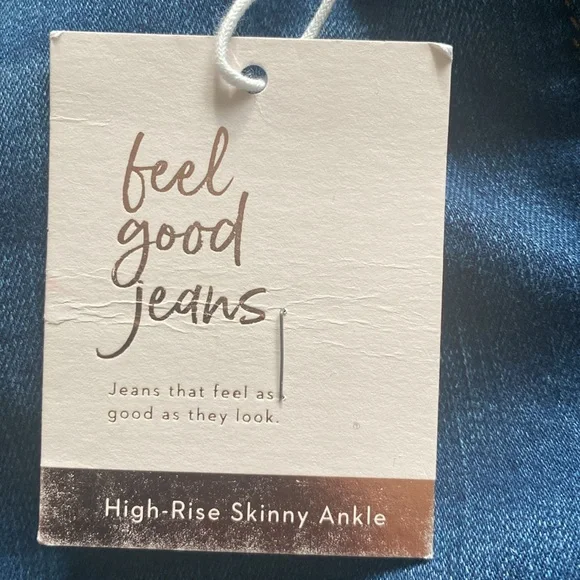 feel
good
jeans
Jeans that feel as
good as they look.
High-Rise Skinny Ankle